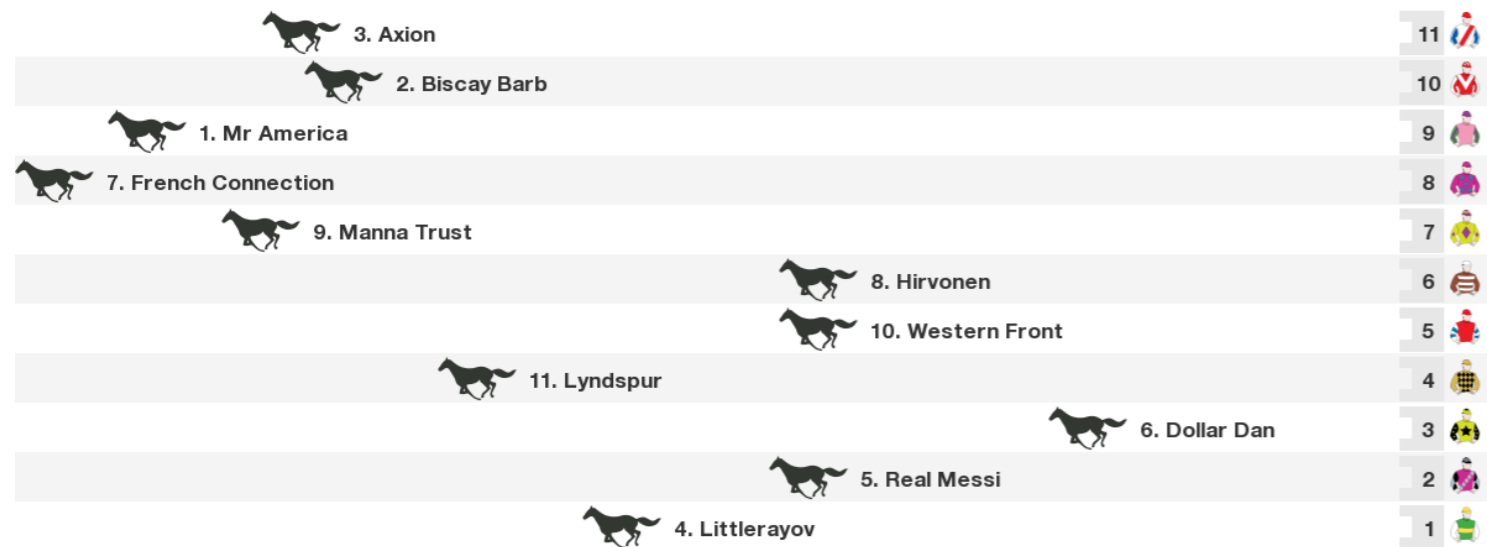 3. Axion 11
2. Biscay Barb 10
1. Mr America 9
7. French Connection 8
9. Manna Trust 7
8. Hirvonen 6
10. Western Front 5
11. Lyndspur 4
6. Dollar Dan 3
5. Real Messi 2
4. Littlerayov 1